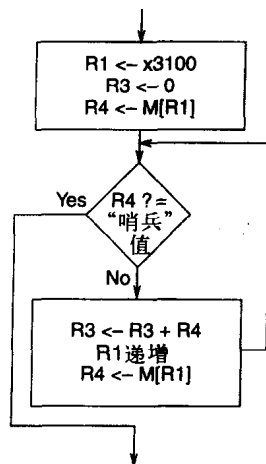 R1 <- x3100
R3 <- 0
R4 <- M[R1]
Yes
R4 ?=
“哨兵”
值
No
R3 <- R3 + R4
R1递增
R4 <- M[R1]